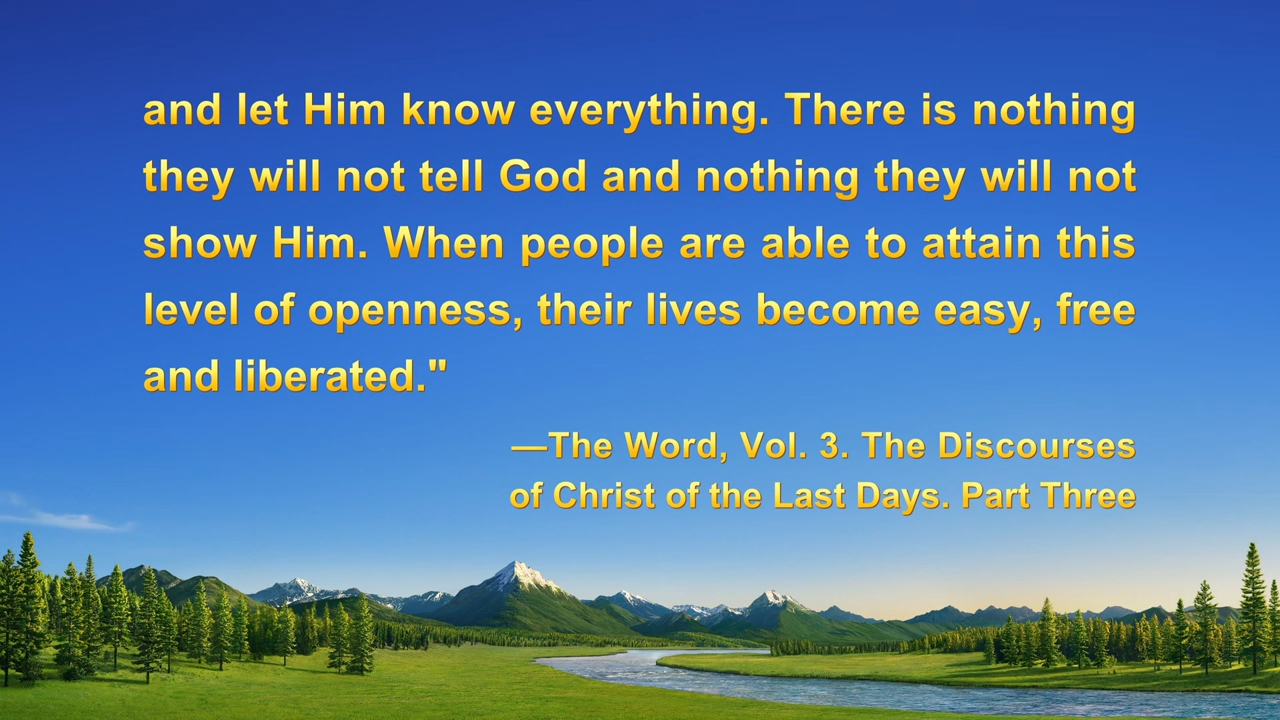 and let Him know everything. There is nothing
they will not tell God and nothing they will not
show Him. When people are able to attain this
level of openness, their lives become easy, free
and liberated."
—The Word, Vol. 3. The Discourses
of Christ of the Last Days. Part Three